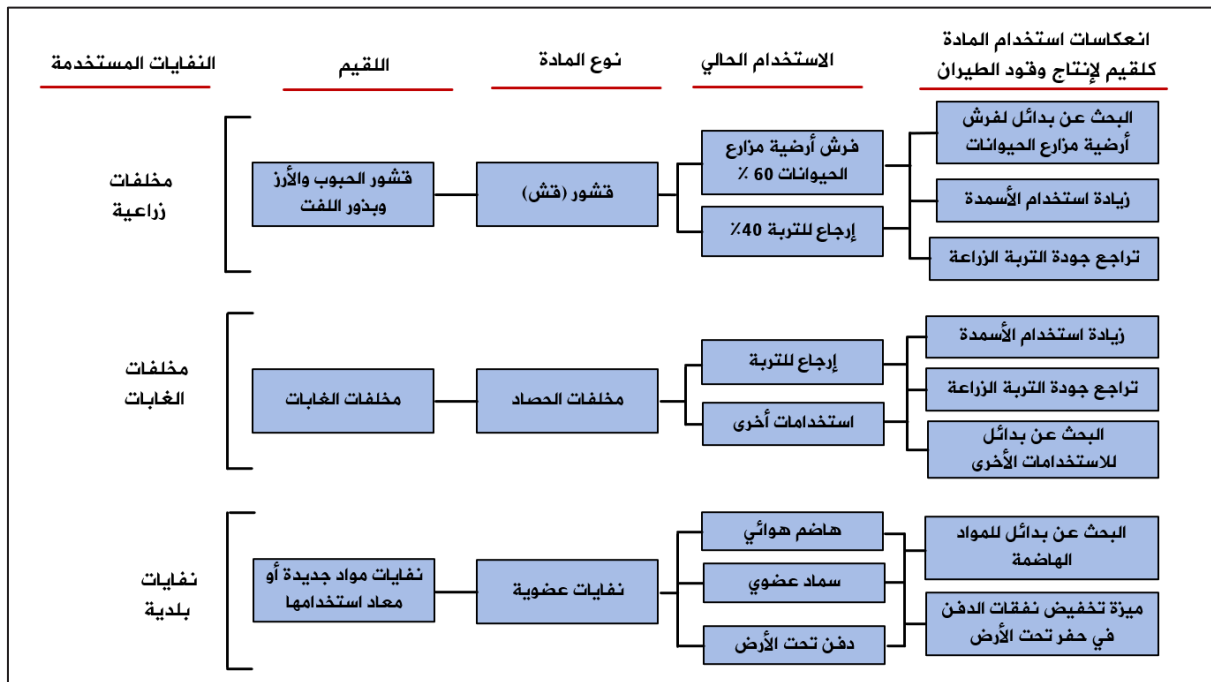 النفايات المستخدمة
اللقيم
نوع المادة
الاستخدام الحالي
انعكاسات استخدام المادة
كلقيم لإنتاج وقود الطيران
مخلفات
زراعية
قشور الحبوب والأرز
وبذور اللفت
قشور (قش)
فرش أرضية مزارع
الحيوانات 60 ٪
إرجاع للتربة 40٪
البحث عن بدائل لفرش
أرضية مزارع الحيوانات
زيادة استخدام الأسمدة
تراجع جودة التربة الزراعة
مخلفات
الغابات
مخلفات الغابات
مخلفات الحصاد
إرجاع للتربة
استخدامات أخرى
زيادة استخدام الأسمدة
تراجع جودة التربة الزراعة
البحث عن بدائل
للاستخدامات الأخرى
نفايات
بلدية
نفايات مواد جديدة أو
معاد استخدامها
نفايات عضوية
هاضم هوائي
سماد عضوي
دفن تحت الأرض
البحث عن بدائل للمواد
الهاضمة
ميزة تخفيض نفقات الدفن
في حفر تحت الأرض